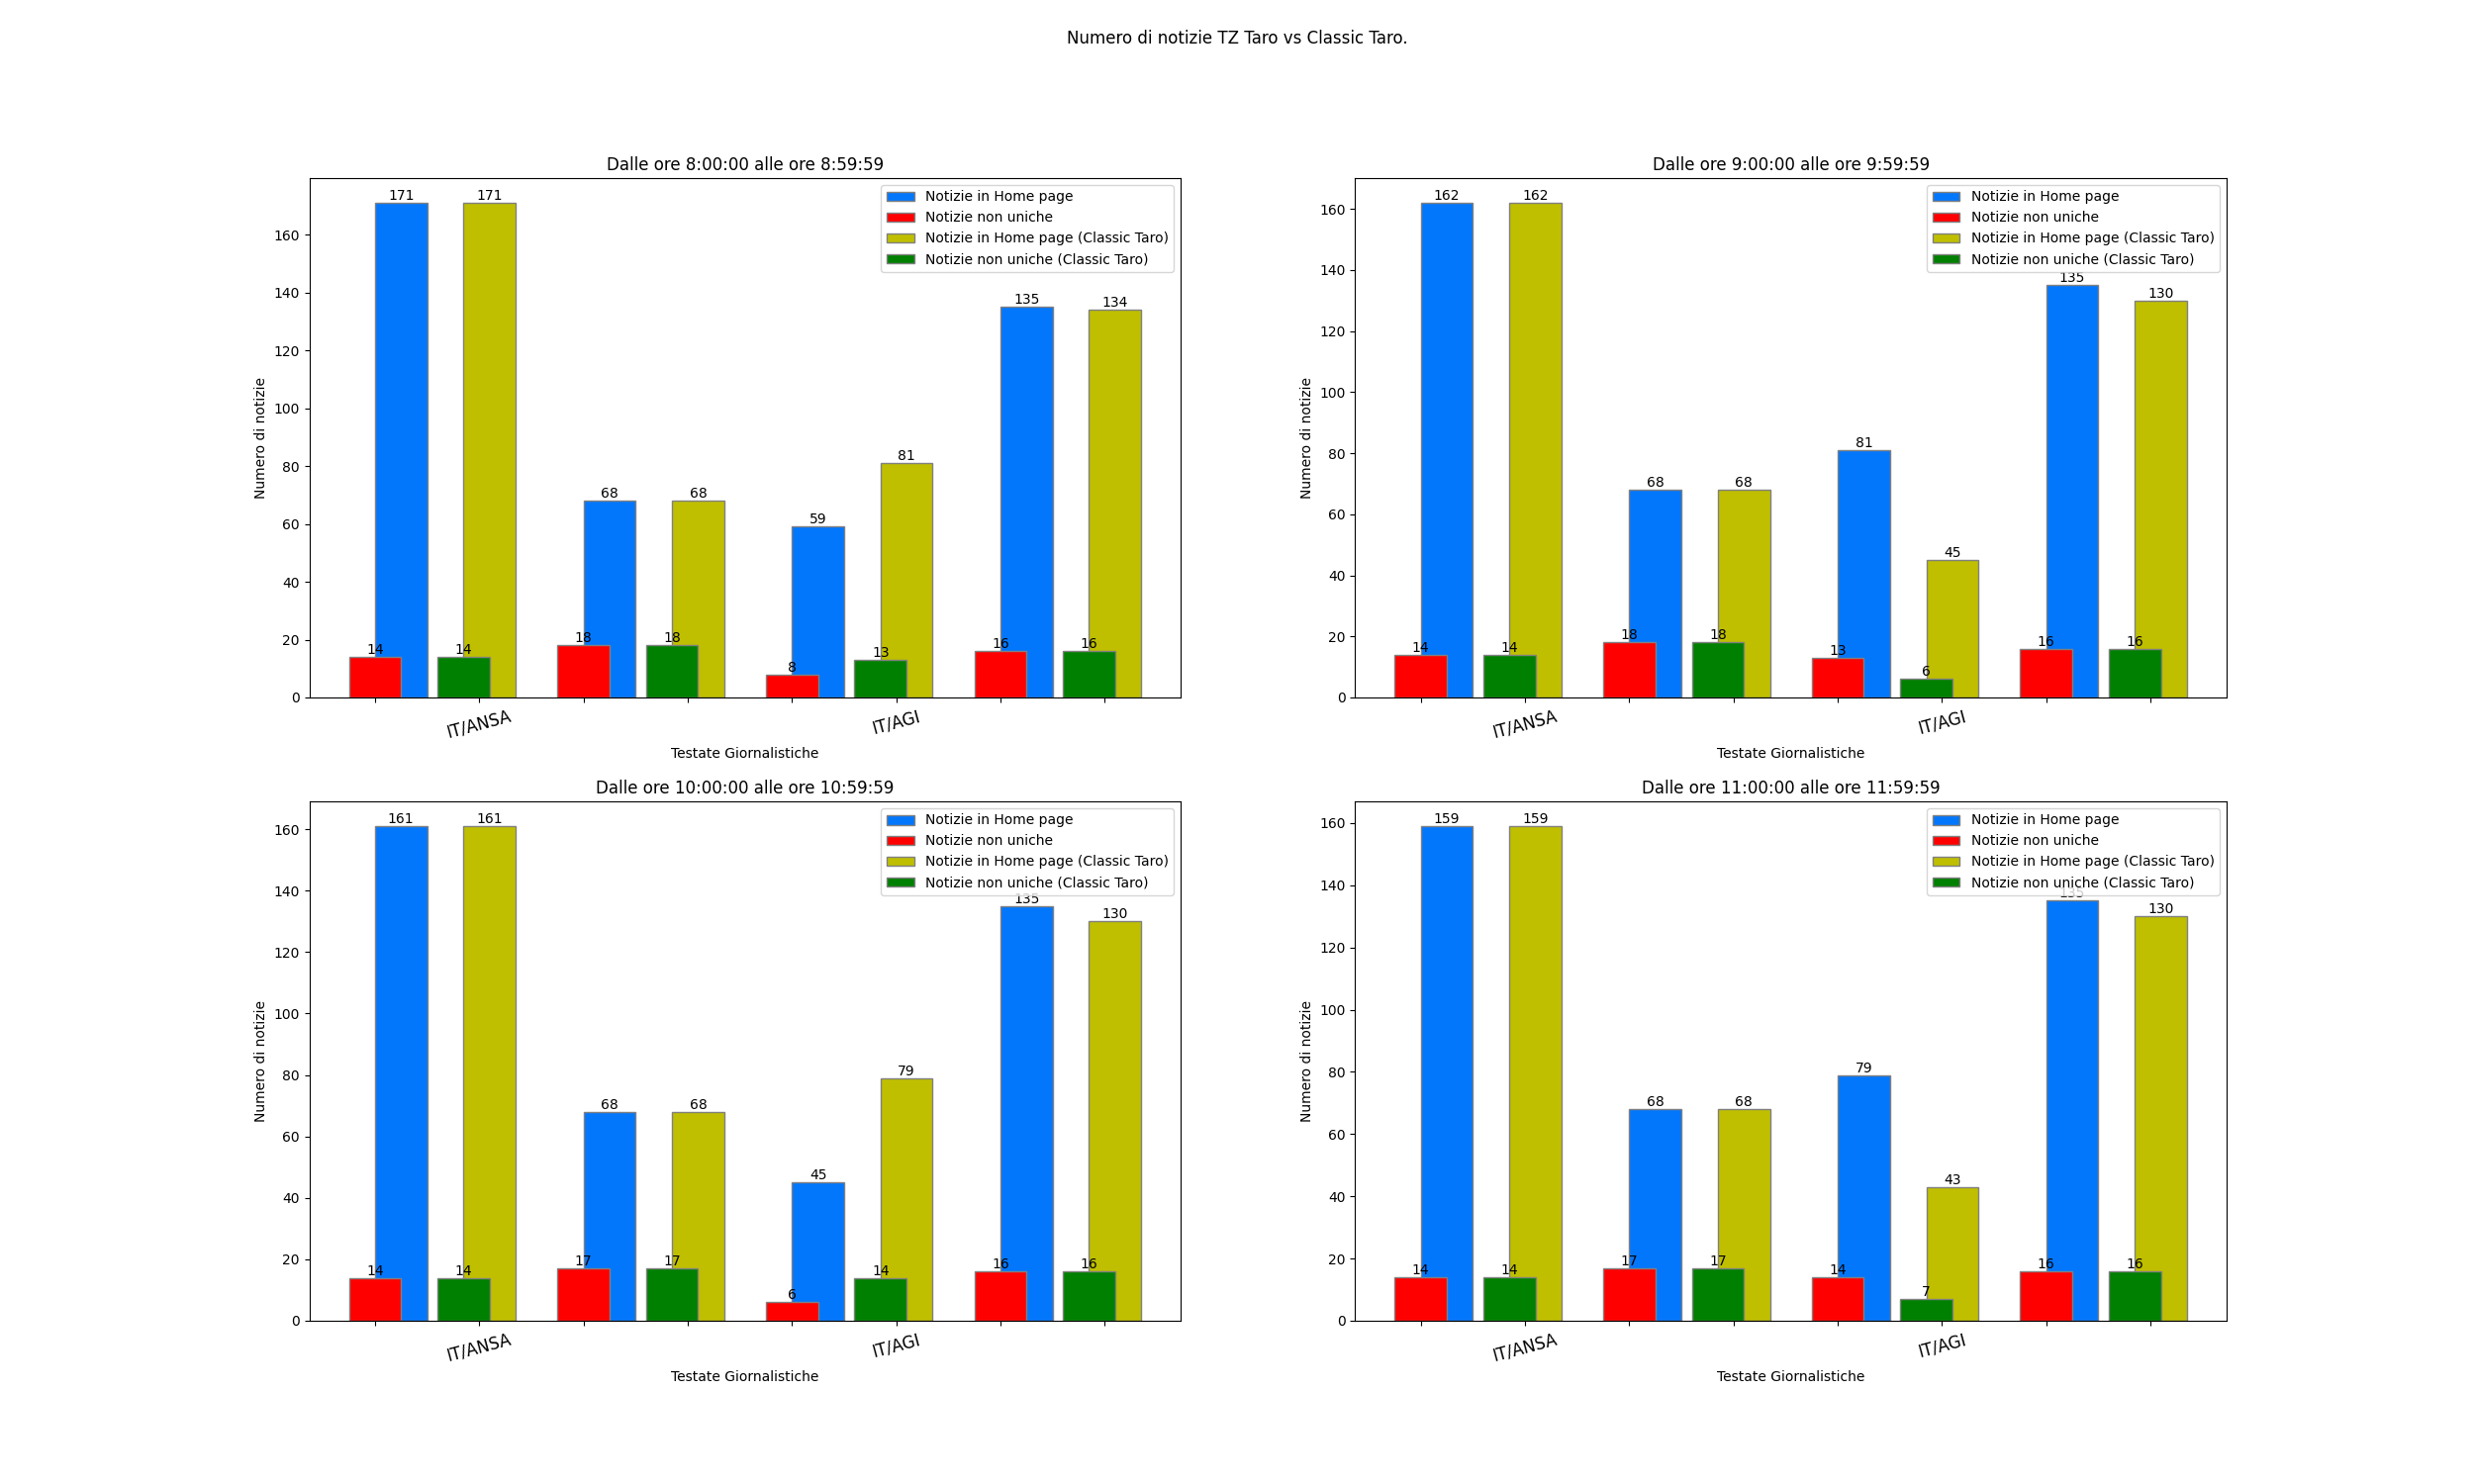 Numero di notizie TZ Taro vs Classic Taro.
Dalle ore 8:00:00 alle ore 8:59:59
Numero di notizie
160
140
120
100
80
60
40
20
0
171
171
68
68
59
81
135
134
14
14
18
18
8
13
16
16
Notizie in Home page
Notizie non uniche
Notizie in Home page (Classic Taro)
Notizie non uniche (Classic Taro)
IT/ANSA
IT/AGI
Testate Giornalistiche
Dalle ore 9:00:00 alle ore 9:59:59
Numero di notizie
160
140
120
100
80
60
40
20
0
162
162
68
68
81
45
135
130
14
14
18
18
13
6
16
16
Notizie in Home page
Notizie non uniche
Notizie in Home page (Classic Taro)
Notizie non uniche (Classic Taro)
IT/ANSA
IT/AGI
Testate Giornalistiche
Dalle ore 10:00:00 alle ore 10:59:59
Numero di notizie
160
140
120
100
80
60
40
20
0
161
161
68
68
45
79
135
130
14
14
17
17
6
14
16
16
Notizie in Home page
Notizie non uniche
Notizie in Home page (Classic Taro)
Notizie non uniche (Classic Taro)
IT/ANSA
IT/AGI
Testate Giornalistiche
Dalle ore 11:00:00 alle ore 11:59:59
Numero di notizie
160
140
120
100
80
60
40
20
0
159
159
68
68
79
43
135
130
14
14
17
17
14
7
16
16
Notizie in Home page
Notizie non uniche
Notizie in Home page (Classic Taro)
Notizie non uniche (Classic Taro)
IT/ANSA
IT/AGI
Testate Giornalistiche